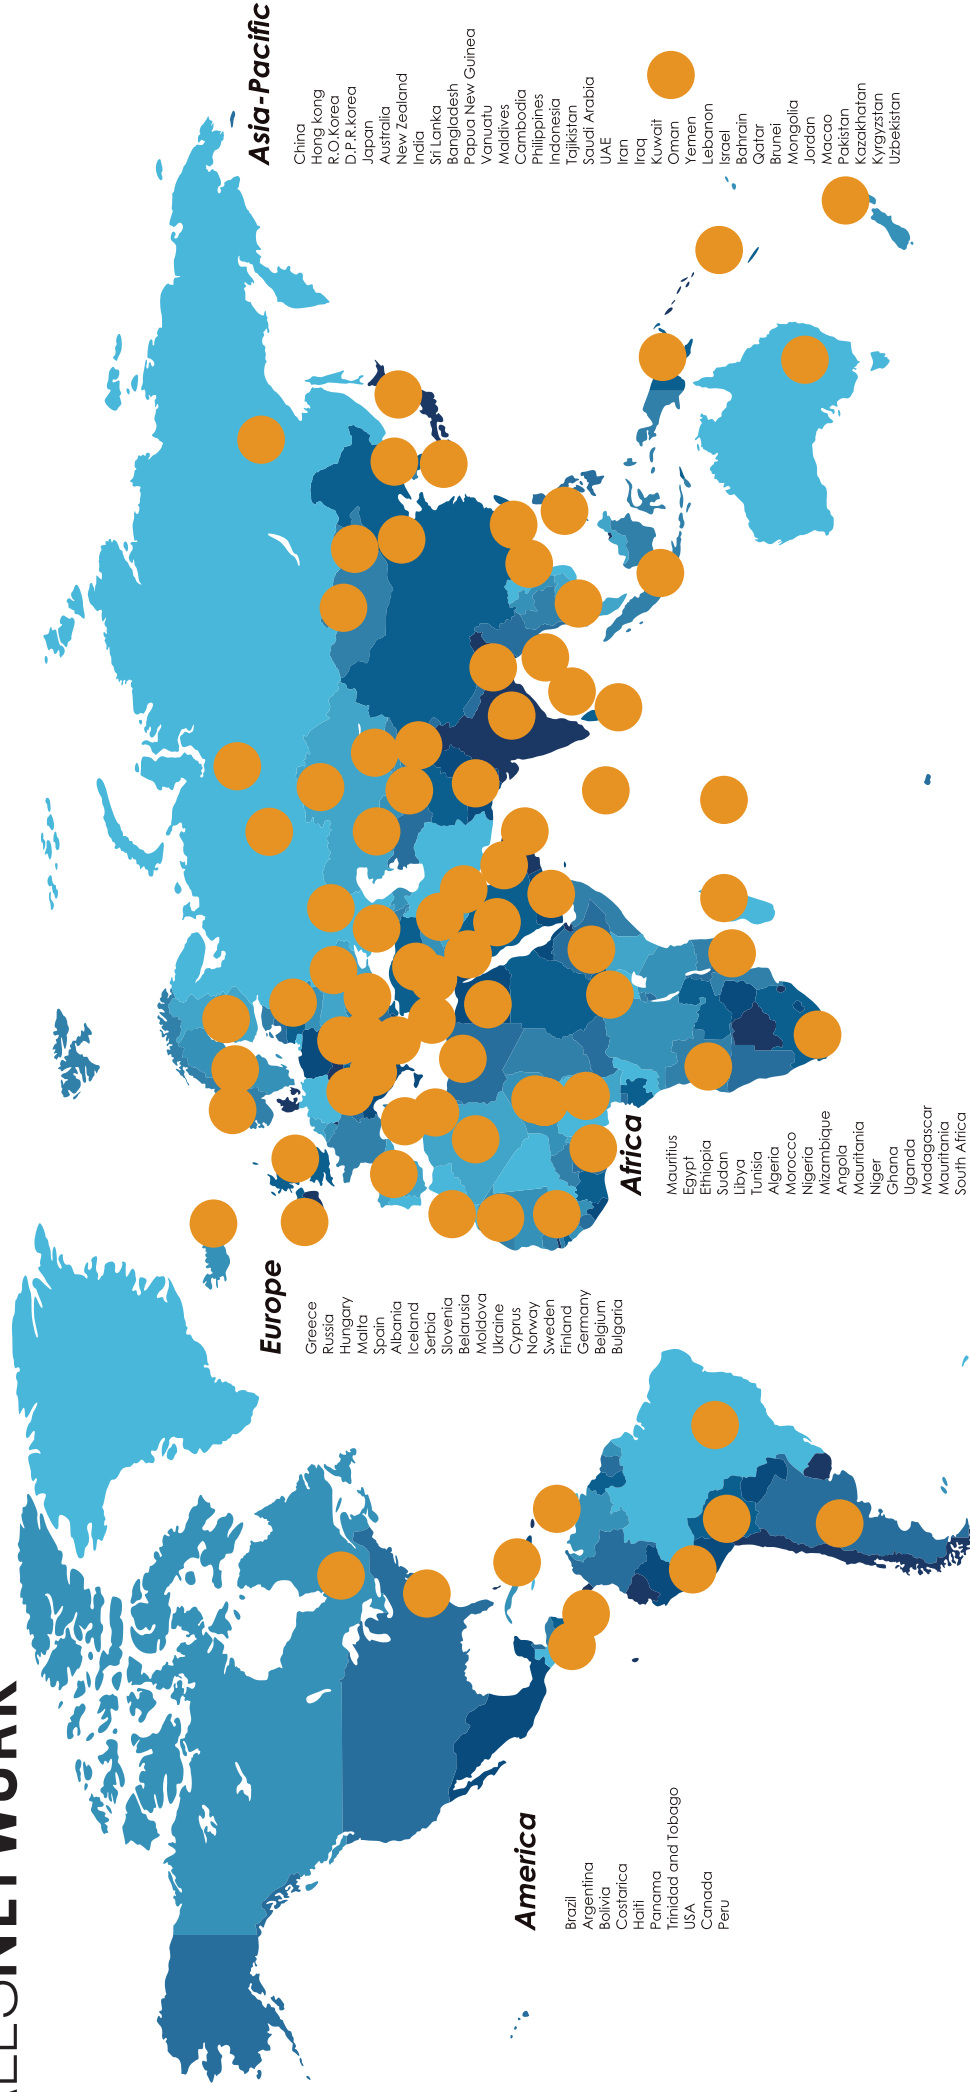 NETWORK
America
Brazil
Argentina
Bolivia
Costarica
Haiti
Panama
Trinidad and Tobago
USA
Canada
Peru
Europe
Greece
Russia
Hungary
Malta
Spain
Albania
Iceland
Serbia
Slovenia
Belarusia
Moldova
Ukraine
Cyprus
Norway
Sweden
Finland
Germany
Belgium
Bulgaria
Africa
Mauritius
Egypt
Ethiopia
Sudan
Libya
Tunisia
Algeria
Morocco
Nigeria
Mizambique
Angola
Mauritania
Niger
Ghana
Uganda
Madagascar
Mauritania
South Africa
Asia-Pacific
China
Hong kong
R.O.Korea
D.P.R.korea
Japan
Australia
New Zealand
India
Sri Lanka
Bangladesh
Papua New Guinea
Vanuatu
Maldives
Cambodia
Philippines
Indonesia
Tajikistan
Saudi Arabia
UAE
Iran
Iraq
Kuwait
Oman
Yemen
Lebanon
Israel
Bahrain
Qatar
Brunei
Mongolia
Jordan
Macao
Pakistan
Kazakhatan
Kyrgyzstan
Uzbekistan